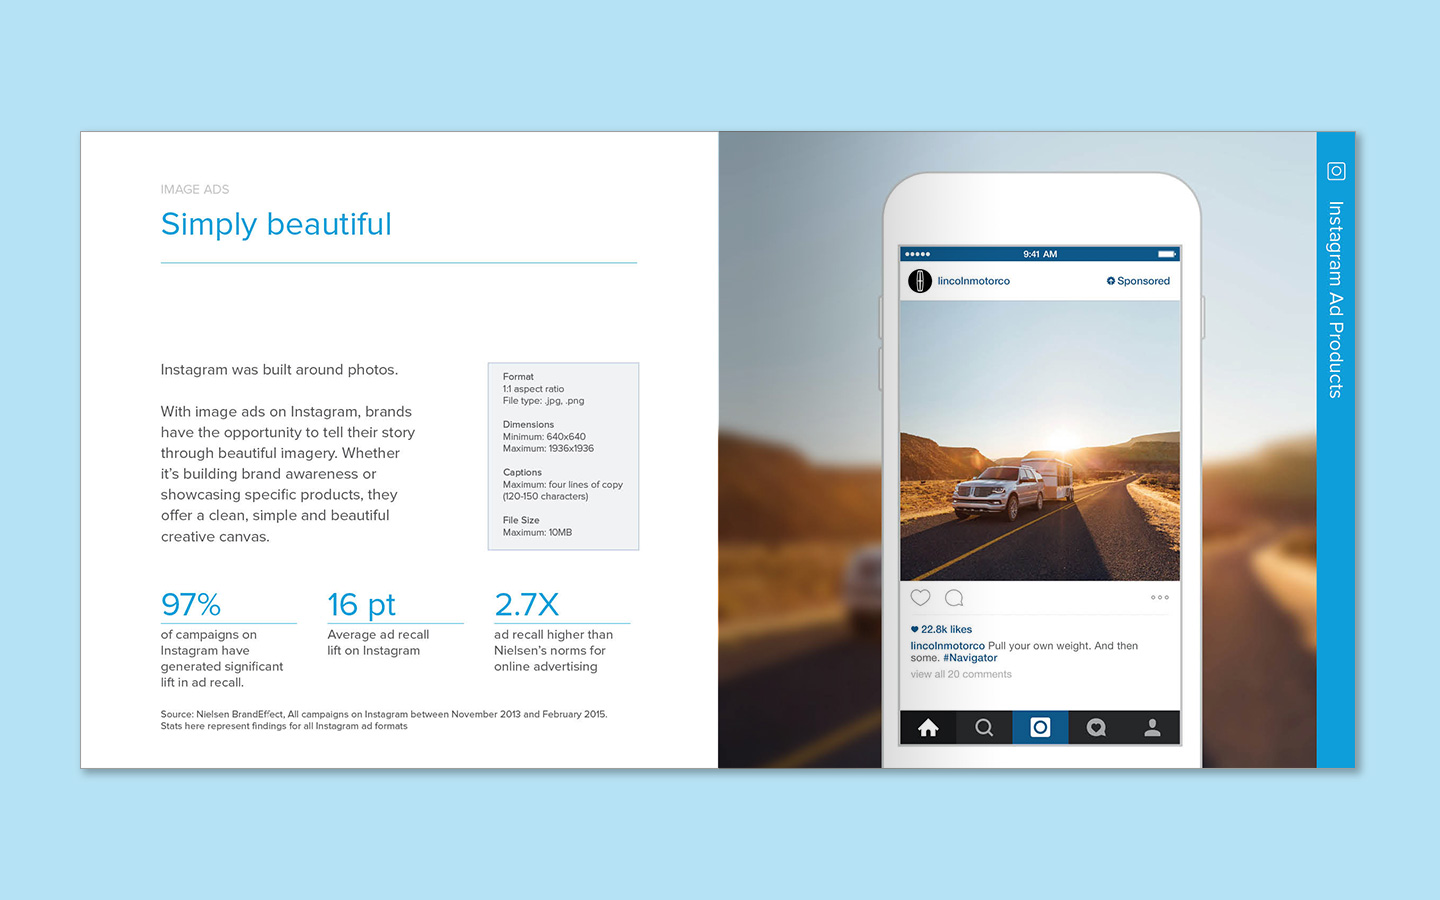 IMAGE ADS
Simply beautiful
Instagram was built around photos.
With image ads on Instagram, brands
have the opportunity to tell their story
through beautiful imagery. Whether
it's building brand awareness or
showcasing specific products, they
offer a clean, simple and beautiful
creative canvas.
Format
1:1 aspect ratio
File type: .jpg, .png
Dimensions
Minimum: 640x640
Maximum: 1936x1936
Captions
Maximum: four lines of copy
(120-150 characters)
File Size
Maximum: 10MB
97%
of campaigns on
Instagram have
generated significant
lift in ad recall.
16 pt
Average ad recall
lift on Instagram
2.7X
ad recall higher than
Nielsen's norms for
online advertising
Source: Nielsen BrandEffect, All campaigns on Instagram between November 2013 and February 2015.
Stats here represent findings for all Instagram ad formats
9:41 AM
lincolnmotorco
Sponsored
22.8k likes
lincolnmotorco Pull your own weight. And then
some. #Navigator
view all 20 comments
Instagram Ad Products